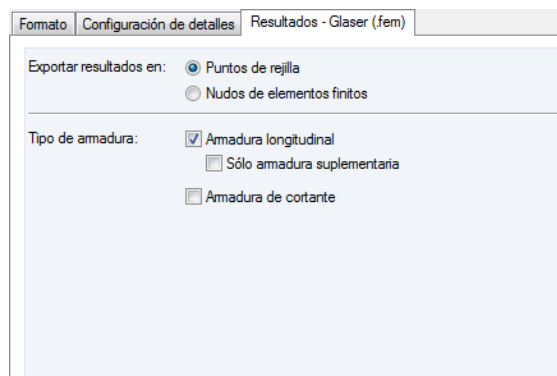 Formato Configuración de detalles Resultados - Glaser (.fem)
Exportar resultados en: Puntos de rejilla
Nudos de elementos finitos
Tipo de armadura: Armadura longitudinal
Sólo armadura suplementaria
Armadura de cortante